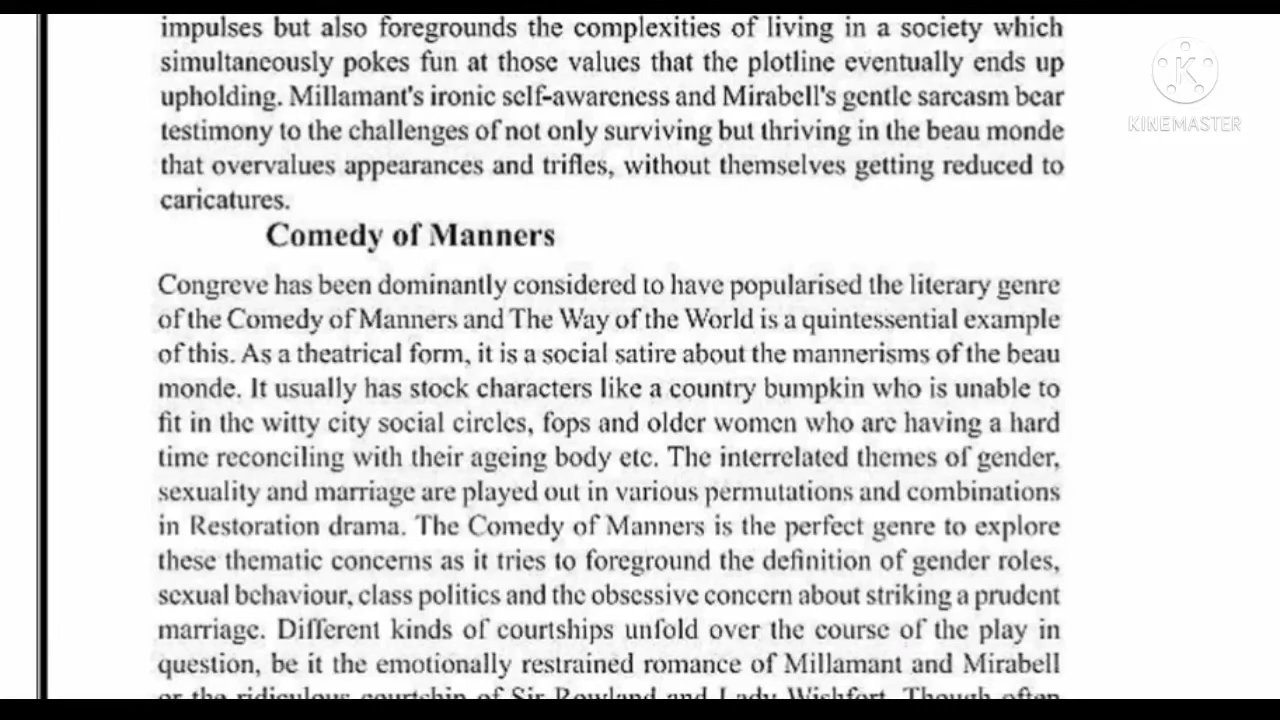 impulses but also foregrounds the complexities of living in a society which
simultaneously pokes fun at those values that the plotline eventually ends up
upholding. Millamant's ironic self-awareness and Mirabell's gentle sarcasm bear
testimony to the challenges of not only surviving but thriving in the beau monde
that overvalues appearances and trifles, without themselves getting reduced to
caricatures.
KINEMASTER
Comedy of Manners
Congreve has been dominantly considered to have popularised the literary genre
of the Comedy of Manners and The Way of the World is a quintessential example
of this. As a theatrical form, it is a social satire about the mannerisms of the beau
monde. It usually has stock characters like a country bumpkin who is unable to
fit in the witty city social circles, fops and older women who are having a hard
time reconciling with their ageing body etc. The interrelated themes of gender,
sexuality and marriage are played out in various permutations and combinations
in Restoration drama. The Comedy of Manners is the perfect genre to explore
these thematic concerns as it tries to foreground the definition of gender roles,
sexual behaviour, class politics and the obsessive concern about striking a prudent
marriage. Different kinds of courtships unfold over the course of the play in
question, be it the emotionally restrained romance of Millamant and Mirabell
or the ridiculous courtship of Sir Rowland and Lady Wishfort. Though often